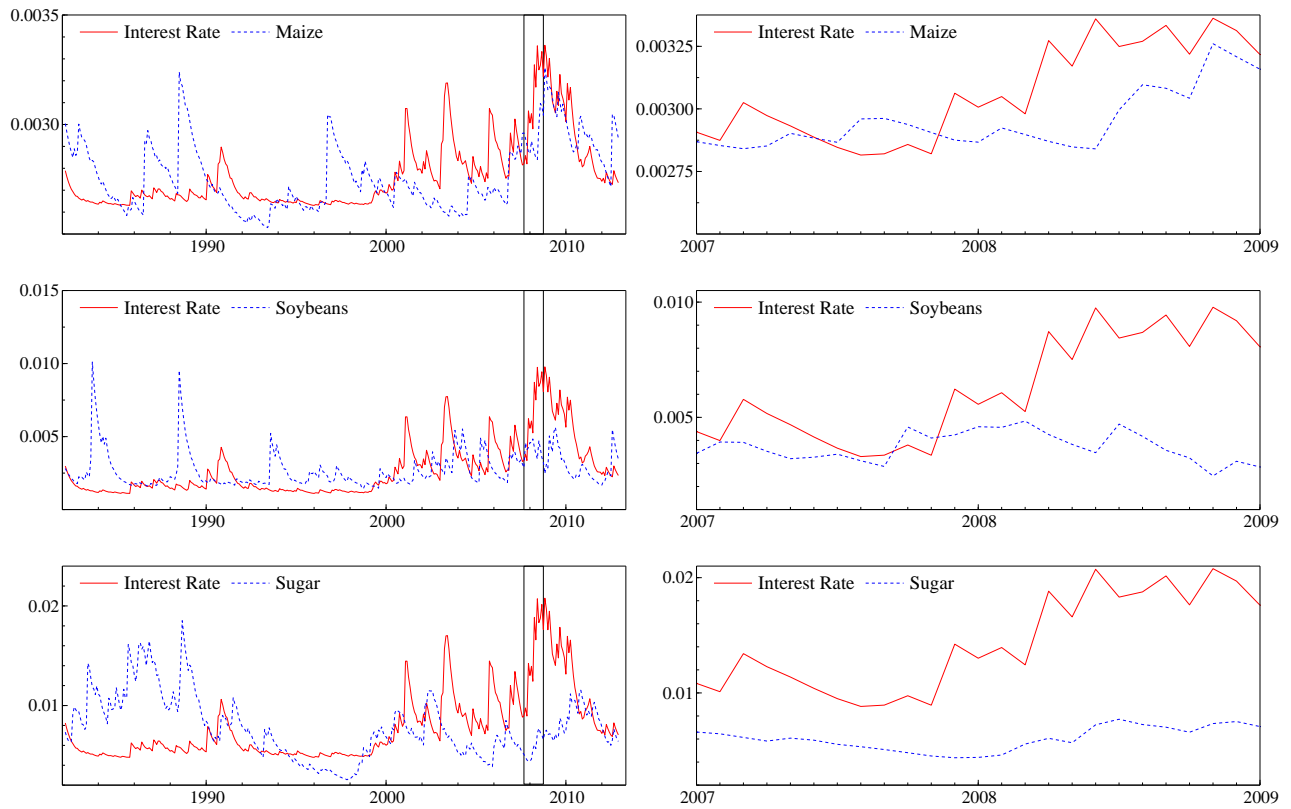 0.0035
Interest Rate Maize
0.0030
1990 2000 2010
0.00325
Interest Rate Maize
0.00300
0.00275
2007 2008 2009
0.015
Interest Rate Soybeans
0.010
0.005
1990 2000 2010
0.010
Interest Rate Soybeans
0.005
2007 2008 2009
Interest Rate Sugar
0.02
0.01
1990 2000 2010
0.02
Interest Rate Sugar
0.01
2007 2008 2009